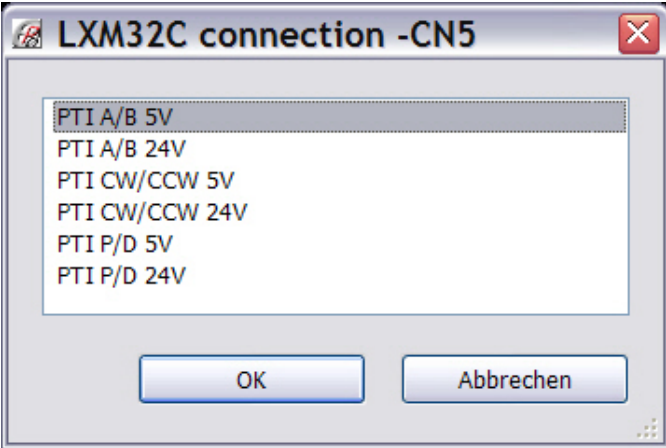 LXM32C connection -CN5
PTI A/B 5V
PTI A/B 24V
PTI CW/CCW 5V
PTI CW/CCW 24V
PTI P/D 5V
PTI P/D 24V
OK
Abbrechen